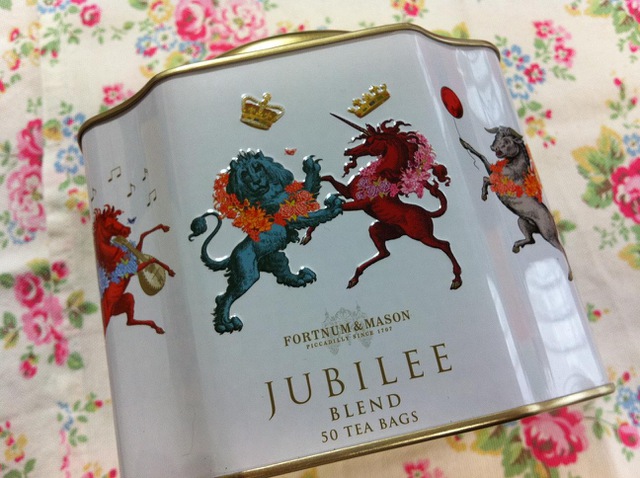 FORTNUM & MASON
PICCADILLY SINCE 1707
JUBILEE
BLEND
50 TEA BAGS